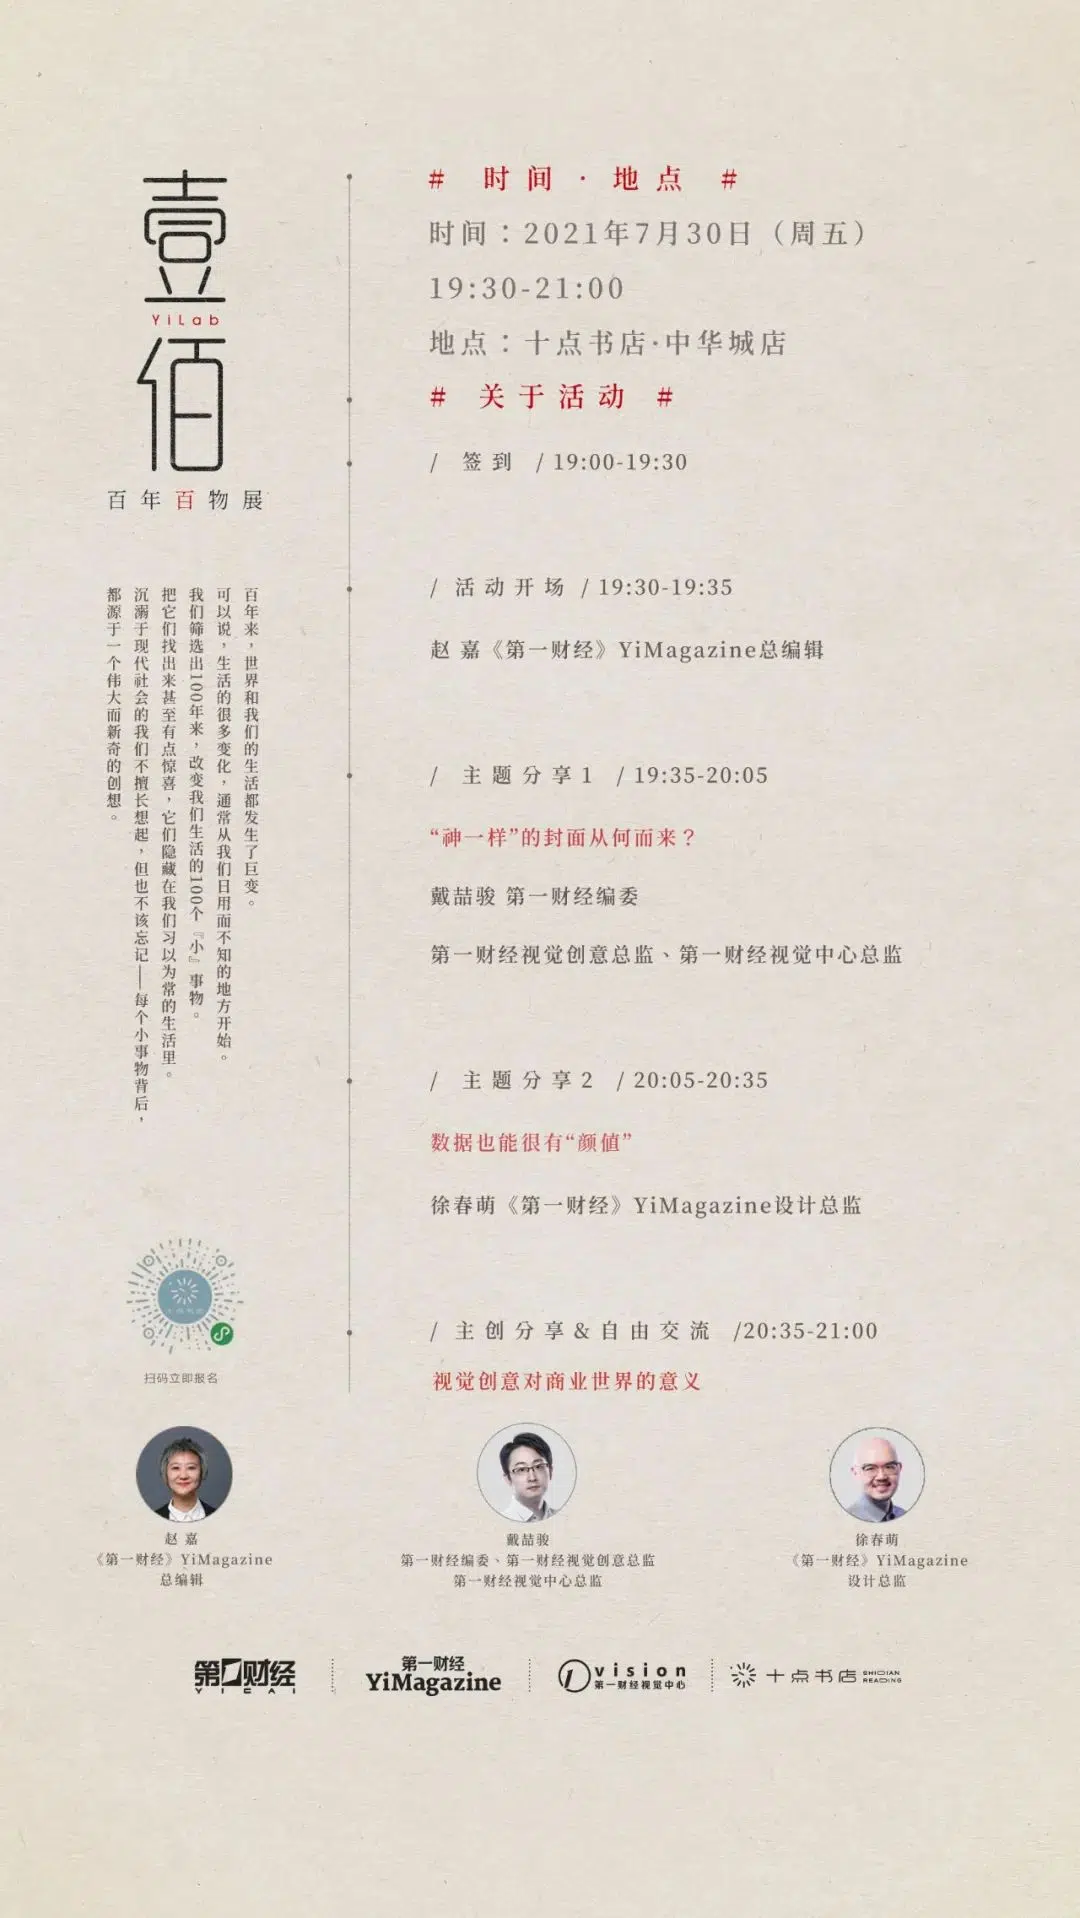 壹
YiLab
佰
百年百物展
百年来，世界和我们的生活都发生了巨变。
可以说，生活的很多变化，通常从我们日用而不知的地方开始。
我们筛选出100年来，改变我们生活的100个『小』事物。
把它们找出来甚至有点惊喜，它们隐藏在我们习以为常的生活里。
沉溺于现代社会的我们不擅长想起，但也不该忘记——每个小事物背后，
都源于一个伟大而新奇的创想。
扫码立即报名
# 时间·地点 #
时间：2021年7月30日（周五）
19:30-21:00
地点：十点书店·中华城店
# 关于活动 #
/ 签到 / 19:00-19:30
/ 活动开场 / 19:30-19:35
赵 嘉《第一财经》YiMagazine总编辑
/ 主题分享1 / 19:35-20:05
“神一样”的封面从何而来？
戴喆骏 第一财经编委
第一财经视觉创意总监、第一财经视觉中心总监
/ 主题分享2 / 20:05-20:35
数据也能很有“颜值”
徐春萌《第一财经》YiMagazine设计总监
/ 主创分享&自由交流 /20:35-21:00
视觉创意对商业世界的意义
赵 嘉
《第一财经》YiMagazine
总编辑
戴喆骏
第一财经编委、第一财经视觉创意总监
第一财经视觉中心总监
徐春萌
《第一财经》YiMagazine
设计总监
第一财经
YICAI
第一财经
YiMagazine
vision
第一财经视觉中心
十点书店
SHIDIAN
READING